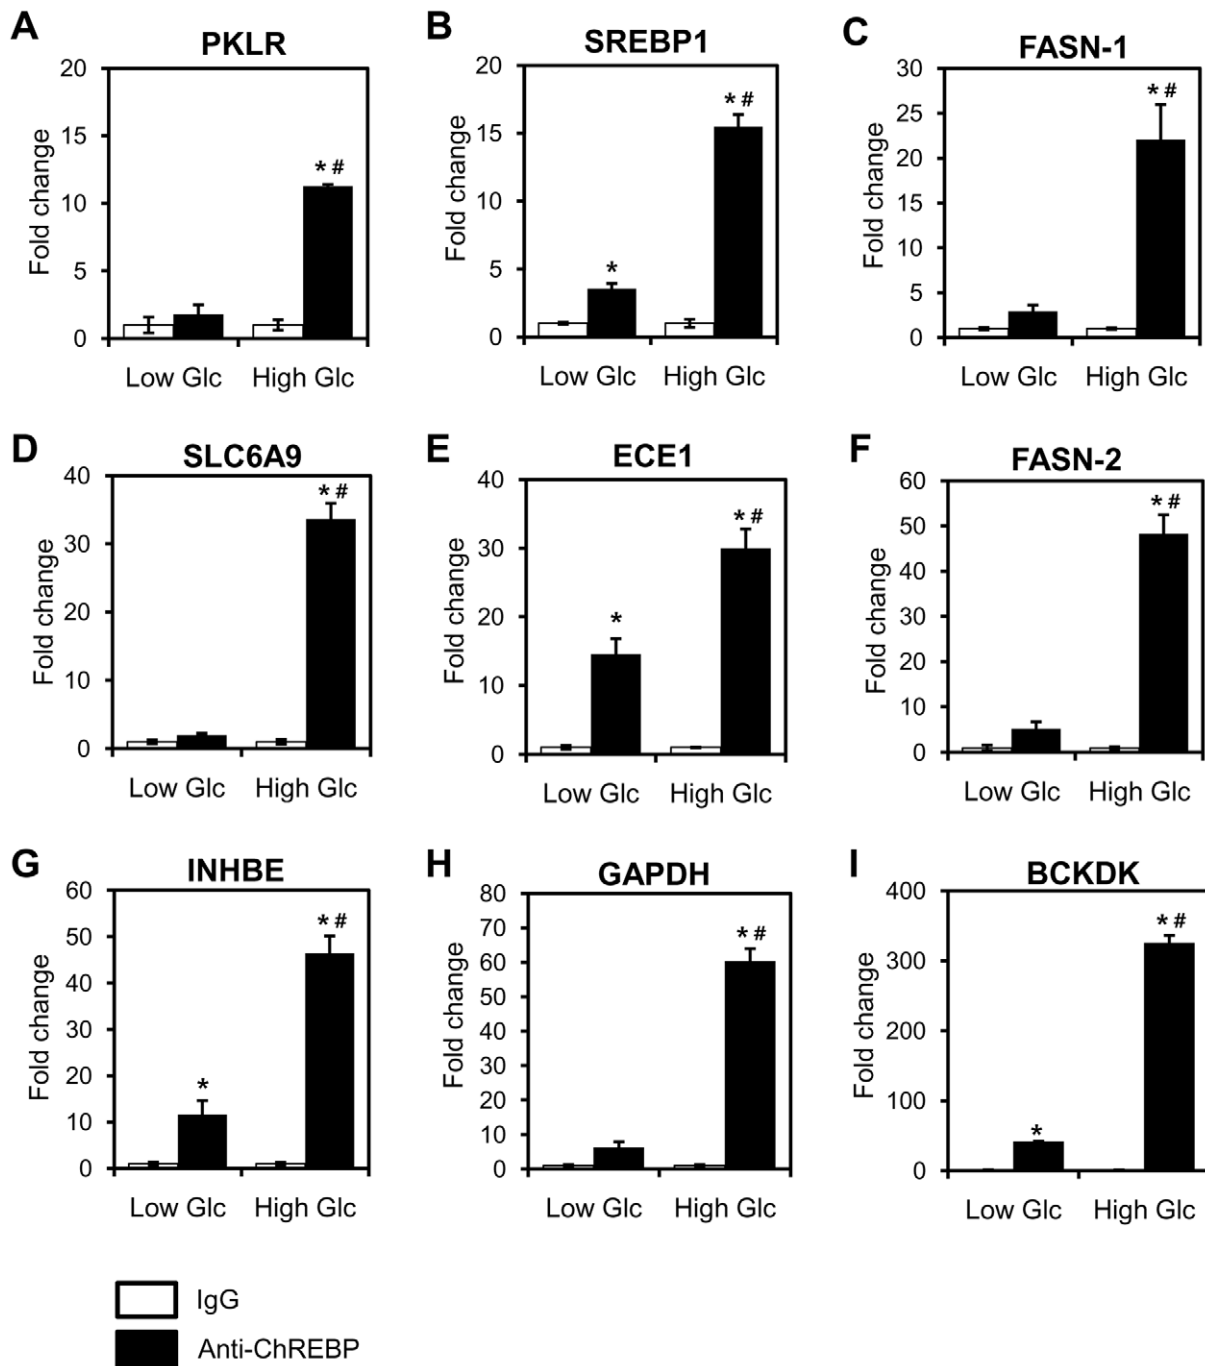 A
PKLR
Fold change
20
15
10
5
0
* #
Low Glc High Glc
B
SREBP1
Fold change
20
15
10
5
0
*
* #
Low Glc High Glc
C
FASN-1
Fold change
30
25
20
15
10
5
0
* #
Low Glc High Glc
D
SLC6A9
Fold change
40
30
20
10
0
* #
Low Glc High Glc
E
ECE1
Fold change
40
30
20
10
0
*
* #
Low Glc High Glc
F
FASN-2
Fold change
60
50
40
30
20
10
0
* #
Low Glc High Glc
G
INHBE
Fold change
60
50
40
30
20
10
0
*
* #
Low Glc High Glc
H
GAPDH
Fold change
80
70
60
50
40
30
20
10
0
* #
Low Glc High Glc
I
BCKDK
Fold change
400
300
200
100
0
*
* #
Low Glc High Glc
IgG
Anti-ChREBP